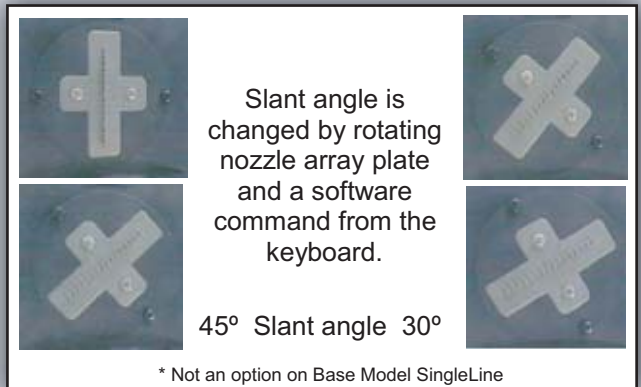 Slant angle is
changed by rotating
nozzle array plate
and a software
command from the
keyboard.
45º Slant angle 30º
* Not an option on Base Model SingleLine